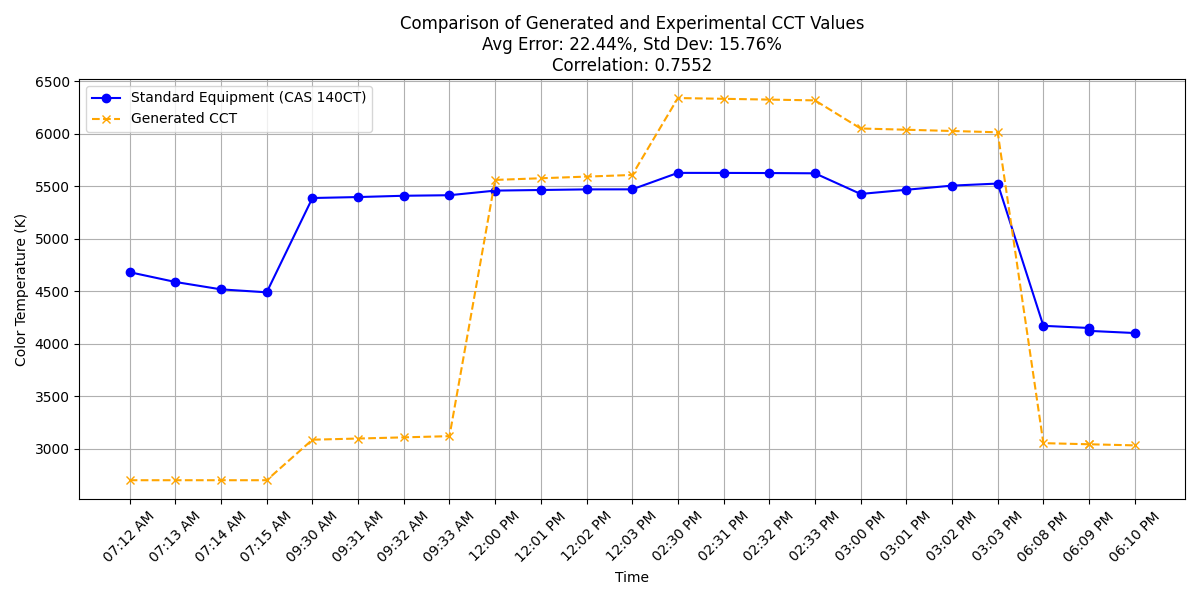 Comparison of Generated and Experimental CCT Values
Avg Error: 22.44%, Std Dev: 15.76%
Correlation: 0.7552
Standard Equipment (CAS 140CT)
Generated CCT
Color Temperature (K)
6500
6000
5500
5000
4500
4000
3500
3000
07:12 AM
07:13 AM
07:14 AM
07:15 AM
09:30 AM
09:31 AM
09:32 AM
09:33 AM
12:00 PM
12:01 PM
12:02 PM
12:03 PM
02:30 PM
02:31 PM
02:32 PM
02:33 PM
03:00 PM
03:01 PM
03:02 PM
03:03 PM
06:08 PM
06:09 PM
06:10 PM
Time